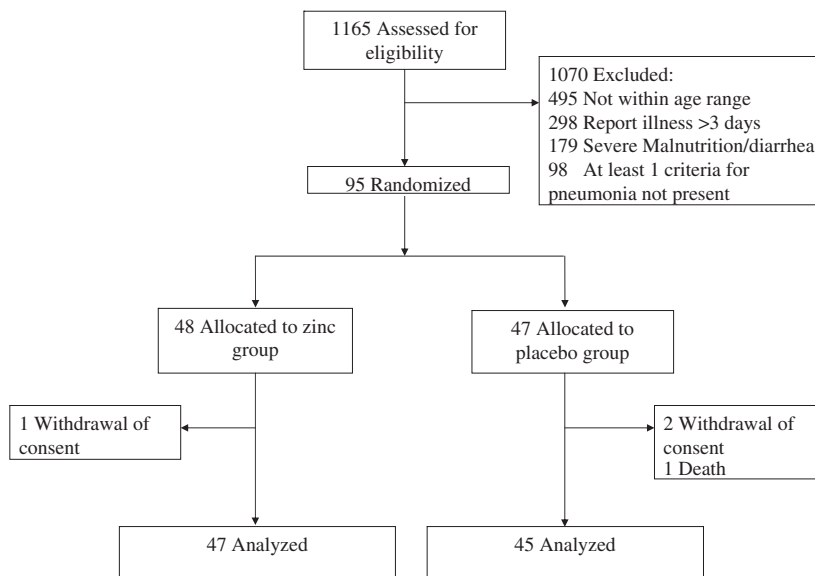 1165 Assessed for
eligibility
1070 Excluded:
495 Not within age range
298 Report illness >3 days
179 Severe Malnutrition/diarrhea
98 At least 1 criteria for
pneumonia not present
95 Randomized
48 Allocated to zinc
group
47 Allocated to
placebo group
1 Withdrawal of
consent
2 Withdrawal of
consent
1 Death
47 Analyzed
45 Analyzed